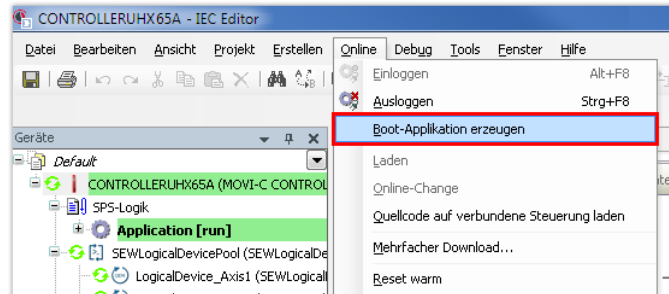 CONTROLLERUHX65A - IEC Editor
Datei Bearbeiten Ansicht Projekt Erstellen Online Debug Tools Fenster Hilfe
Einloggen Alt+F8
Ausloggen Strg+F8
Geräte
Boot-Applikation erzeugen
Default
Laden
CONTROLLERUHX65A (MOVI-C CONTROL
Online-Change
SPS-Logik
Quellcode auf verbundene Steuerung laden
Application [run]
Mehrfacher Download...
SEWLogicalDevicePool (SEWLogicalDe
LogicalDevice_Axis1 (SEWLogical
Reset warm